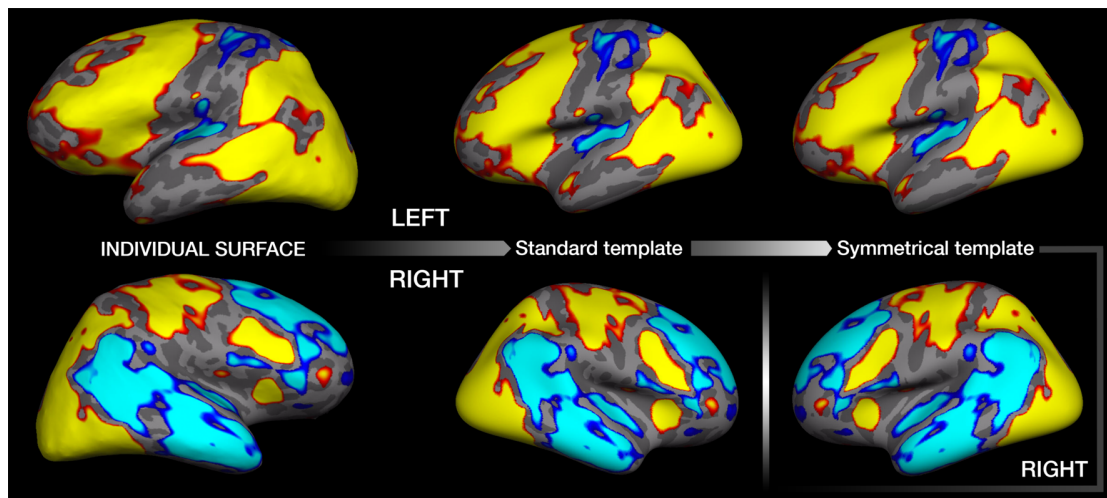 LEFT
INDIVIDUAL SURFACE
Standard template
Symmetrical template
RIGHT
RIGHT